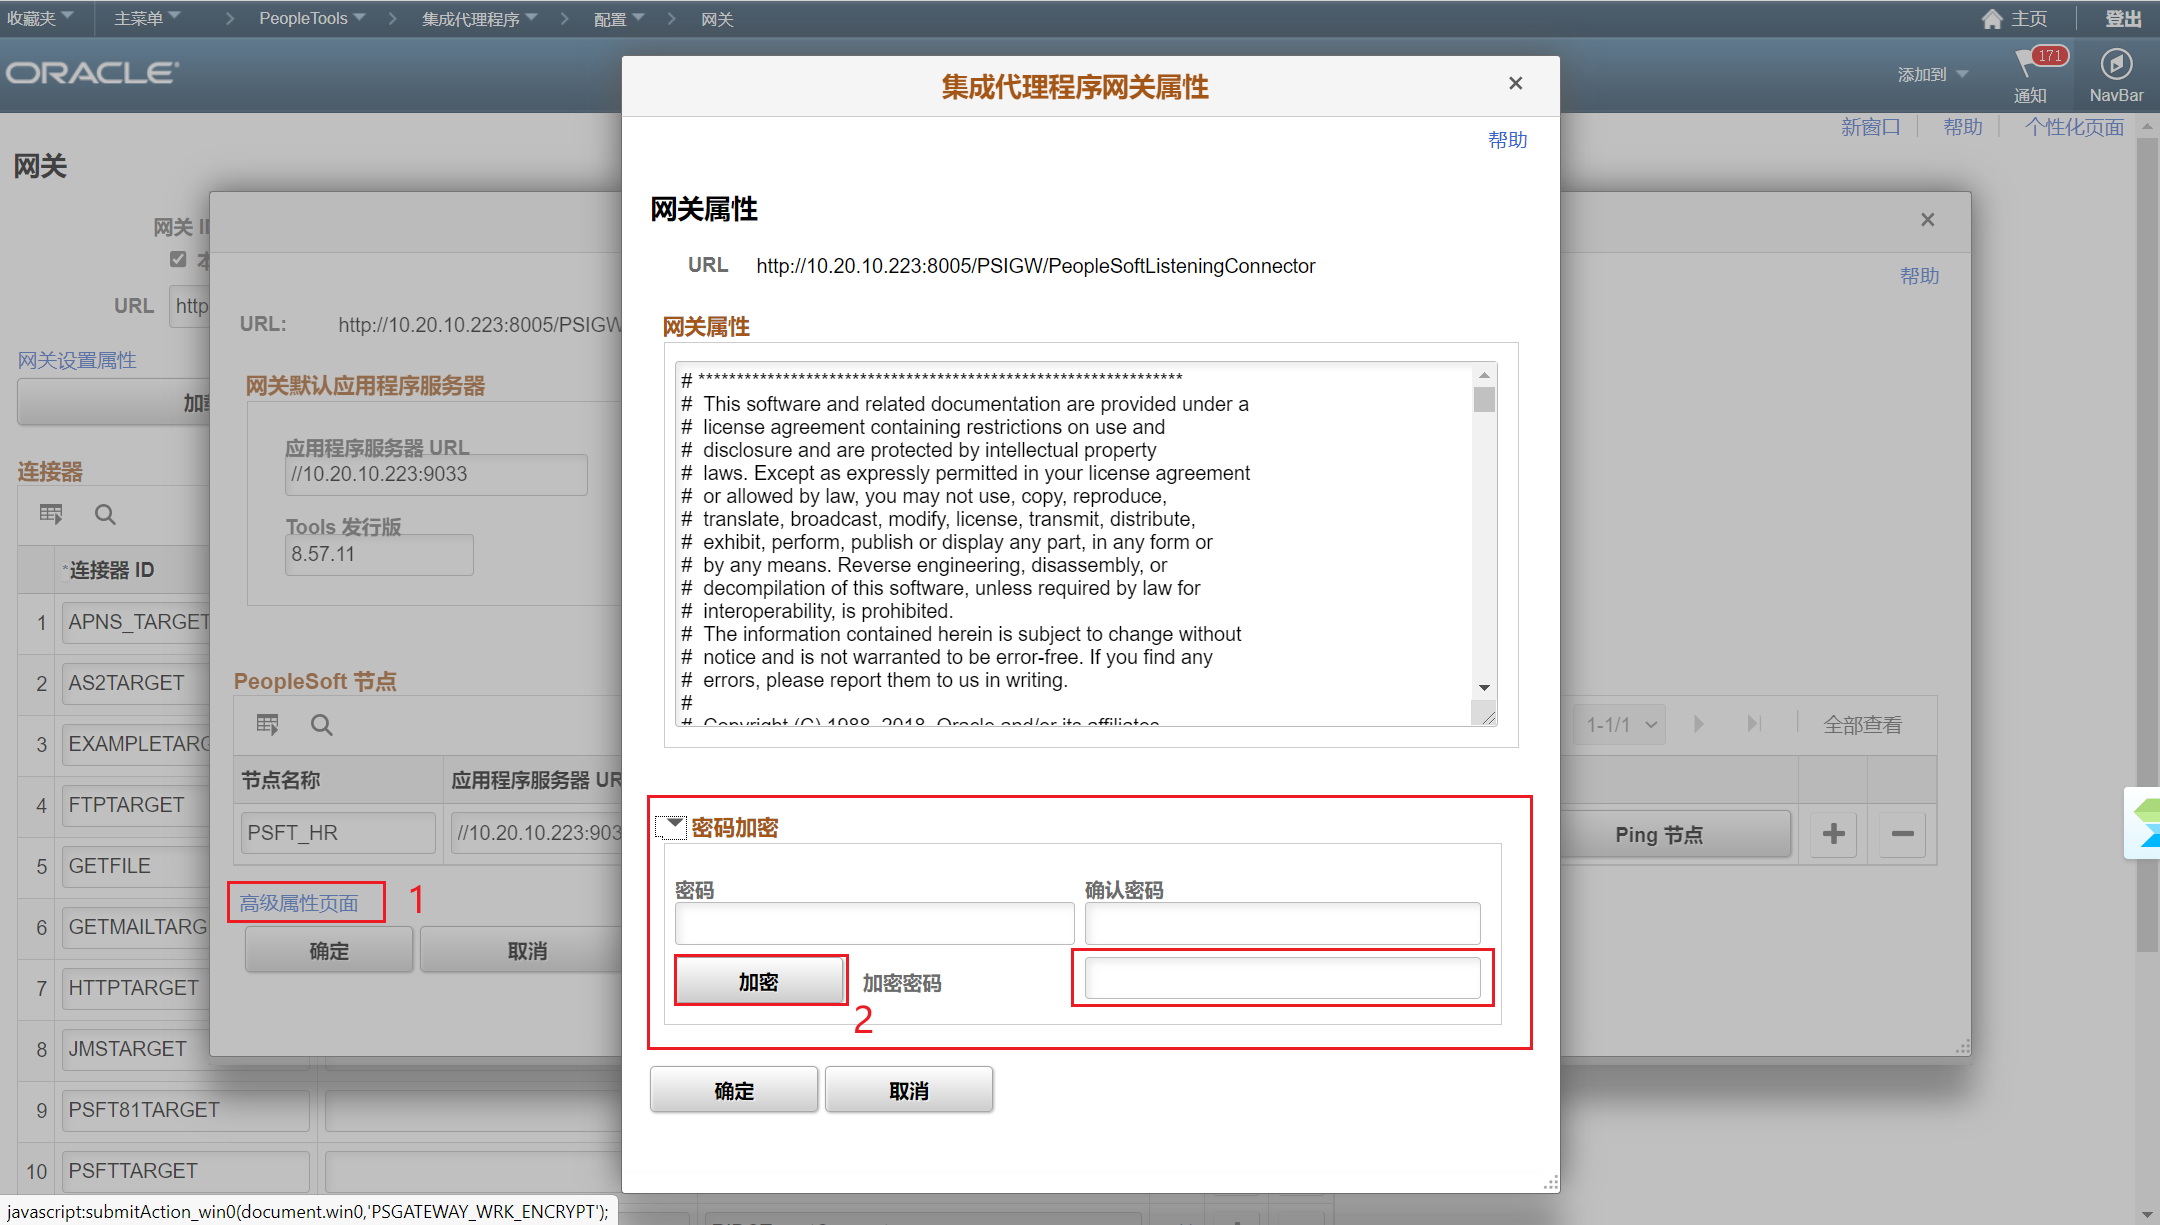 收藏夹
主菜单
PeopleTools
集成代理程序
配置
网关
主页
登出
ORACLE
添加到
171
通知
NavBar
新窗口
帮助
个性化页面
网关
网关
URL
http
网关设置属性
连接器
*连接器 ID
1 APNS_TARGET
2 AS2TARGET
3 EXAMPLETARG
4 FTPTARGET
5 GETFILE
6 GETMAILTARG
7 HTTPTARGET
8 JMSTARGET
9 PSFT81TARGET
10 PSFTTARGET
帮助
URL: http://10.20.10.223:8005/PSIGW
网关默认应用程序服务器
应用程序服务器 URL
//10.20.10.223:9033
Tools 发行版
8.57.11
PeopleSoft 节点
1-1/1
全部查看
节点名称
应用程序服务器 UR
PSFT_HR
//10.20.10.223:903
Ping 节点
高级属性页面
1
确定
取消
集成代理程序网关属性
帮助
网关属性
URL http://10.20.10.223:8005/PSIGW/PeopleSoftListeningConnector
网关属性
# ***************************************************************
# This software and related documentation are provided under a
# license agreement containing restrictions on use and
# disclosure and are protected by intellectual property
# laws. Except as expressly permitted in your license agreement
# or allowed by law, you may not use, copy, reproduce,
# translate, broadcast, modify, license, transmit, distribute,
# exhibit, perform, publish or display any part, in any form or
# by any means. Reverse engineering, disassembly, or
# decompilation of this software, unless required by law for
# interoperability, is prohibited.
# The information contained herein is subject to change without
# notice and is not warranted to be error-free. If you find any
# errors, please report them to us in writing.
#
# Copyright (C) 1988, 2018, Oracle and/or its affiliates.
密码加密
密码
确认密码
加密
加密密码
2
确定
取消
javascript:submitAction_win0(document.win0,'PSGATEWAY_WRK_ENCRYPT');